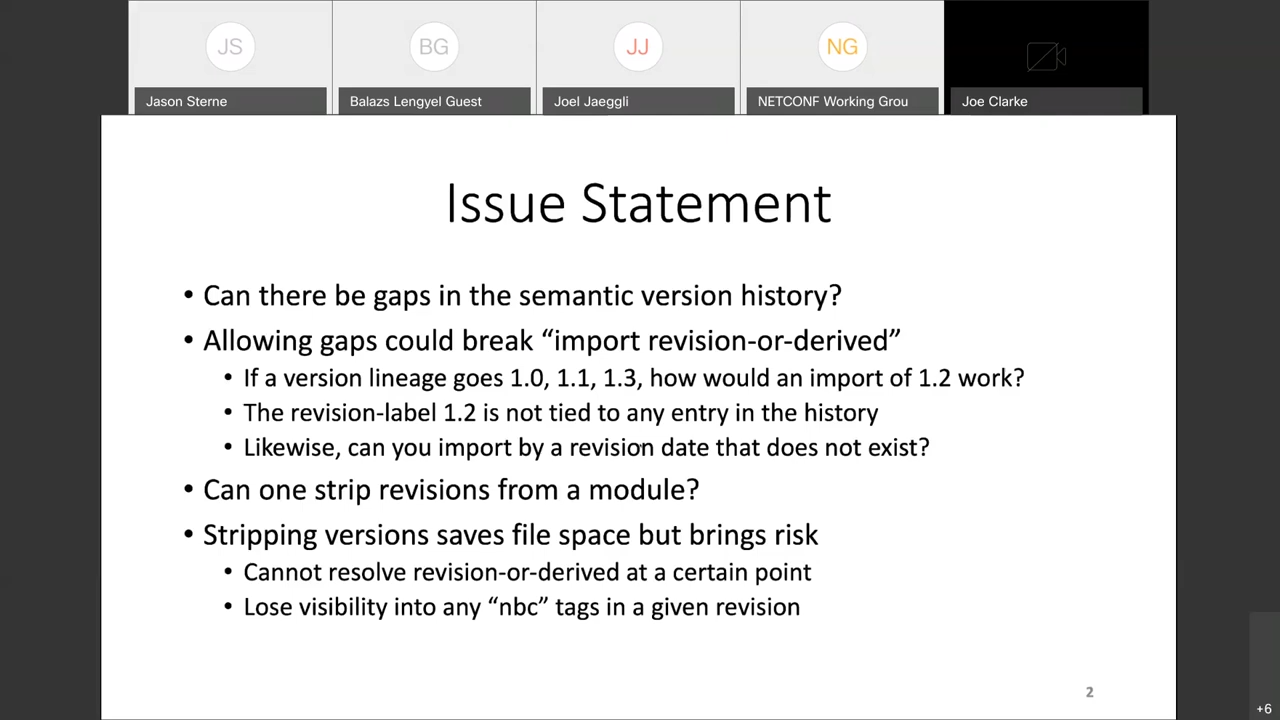 JS
BG
JJ
NG
Jason Sterne
Balazs Lengyel Guest
Joel Jaeggli
NETCONF Working Grou
Joe Clarke
Issue Statement
• Can there be gaps in the semantic version history?
• Allowing gaps could break “import revision-or-derived”
• If a version lineage goes 1.0, 1.1, 1.3, how would an import of 1.2 work?
• The revision-label 1.2 is not tied to any entry in the history
• Likewise, can you import by a revision date that does not exist?
• Can one strip revisions from a module?
• Stripping versions saves file space but brings risk
• Cannot resolve revision-or-derived at a certain point
• Lose visibility into any “nbc” tags in a given revision
2
+6